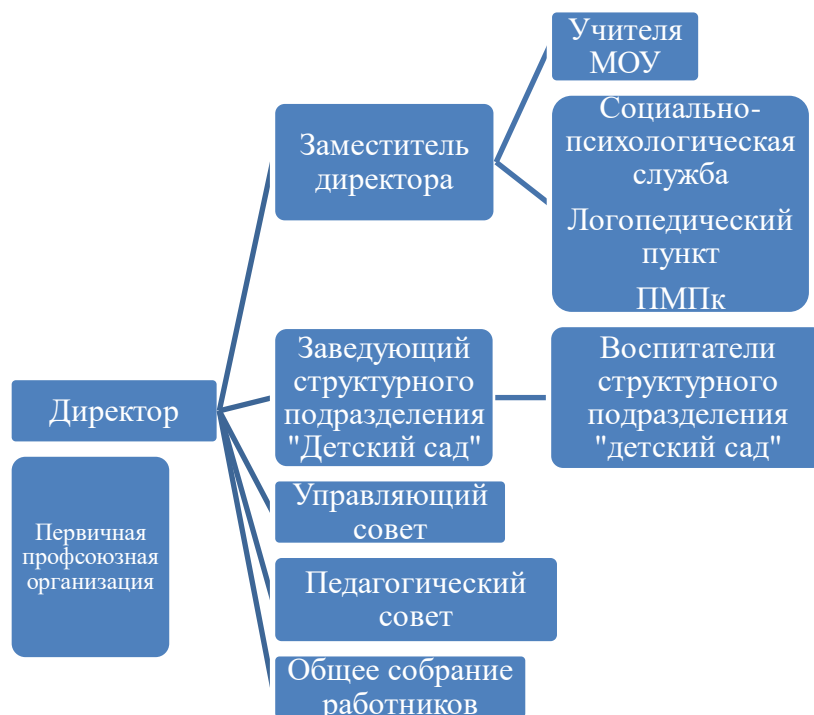 Учителя
МОУ
Социально-
психологическая
служба
Логопедический
пункт
ПМПк
Заместитель
директора
Заведующий
структурного
подразделения
"Детский сад"
Воспитатели
структурного
подразделения
"детский сад"
Директор
Первичная
профсоюзная
организация
Управляющий
совет
Педагогический
совет
Общее собрание
работников